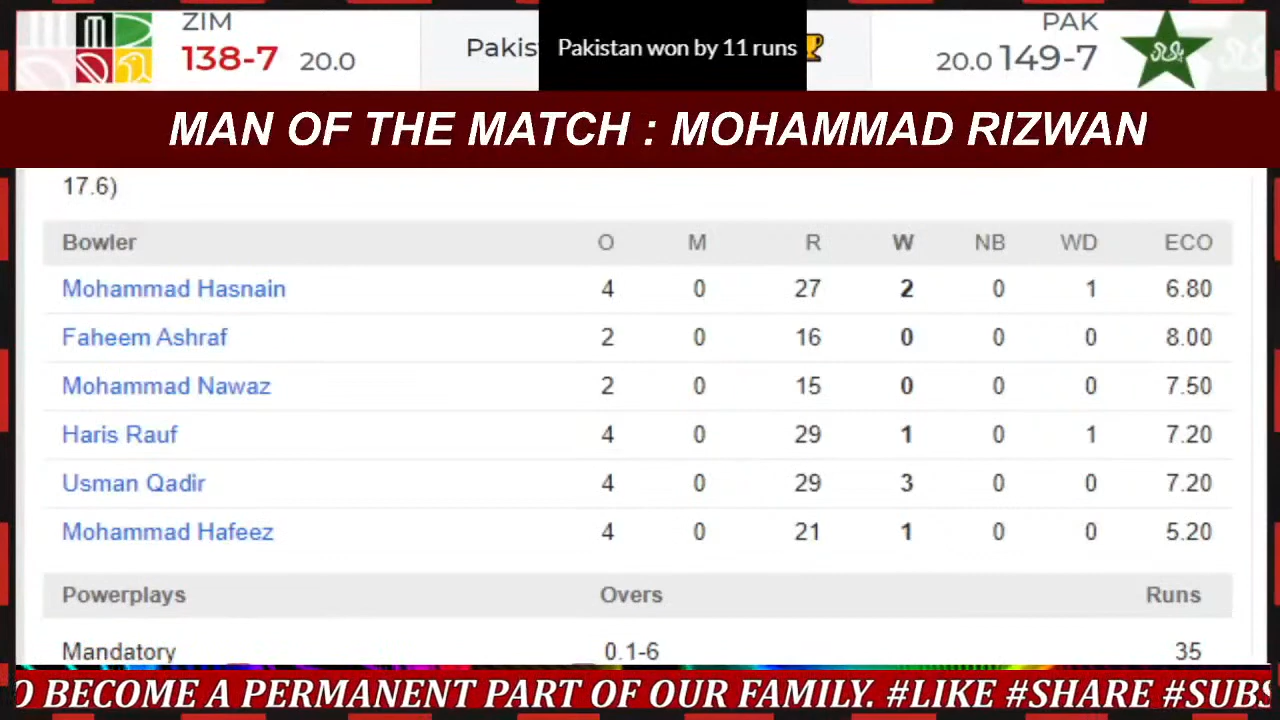 ZIM
138-7 20.0
Pakis
Pakistan won by 11 runs
PAK
20.0 149-7
MAN OF THE MATCH : MOHAMMAD RIZWAN
17.6)
Bowler O M R W NB WD ECO
Mohammad Hasnain 4 0 27 2 0 1 6.80
Faheem Ashraf 2 0 16 0 0 0 8.00
Mohammad Nawaz 2 0 15 0 0 0 7.50
Haris Rauf 4 0 29 1 0 1 7.20
Usman Qadir 4 0 29 3 0 0 7.20
Mohammad Hafeez 4 0 21 1 0 0 5.20
Powerplays Overs Runs
Mandatory 0.1-6 35
O BECOME A PERMANENT PART OF OUR FAMILY. #LIKE #SHARE #SUBS